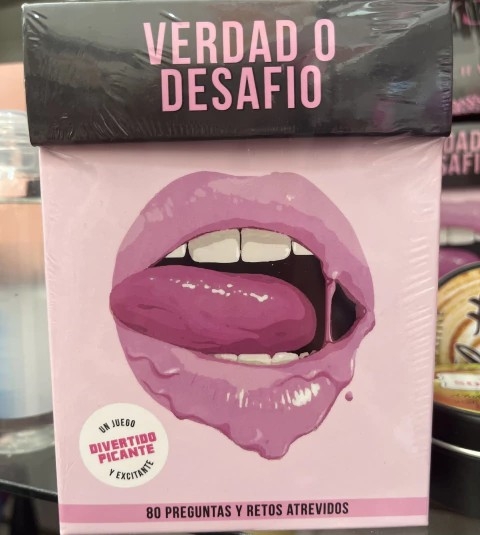 VERDAD O
DESAFIO
UN JUEGO
DIVERTIDO
PICANTE
Y EXCITANTE
80 PREGUNTAS Y RETOS ATREVIDOS